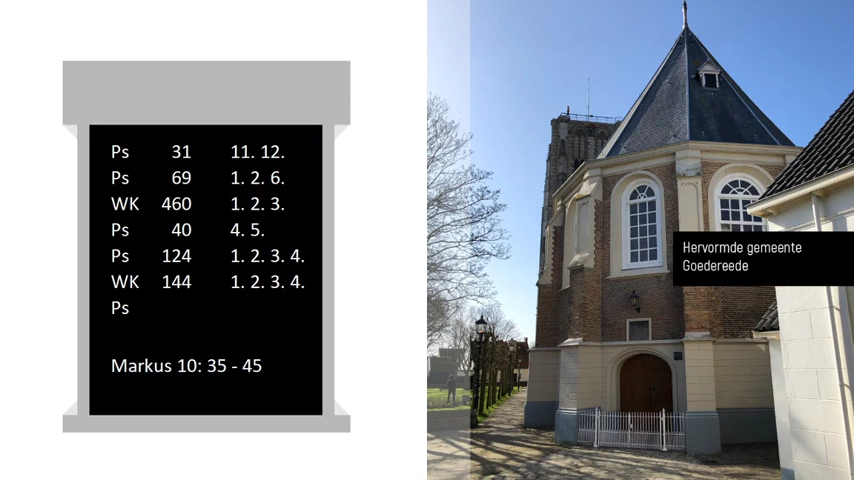 Ps 31 11. 12.
Ps 69 1. 2. 6.
WK 460 1. 2. 3.
Ps 40 4. 5.
Ps 124 1. 2. 3. 4.
WK 144 1. 2. 3. 4.
Ps
Markus 10: 35 - 45
Hervormde gemeente
Goedereede